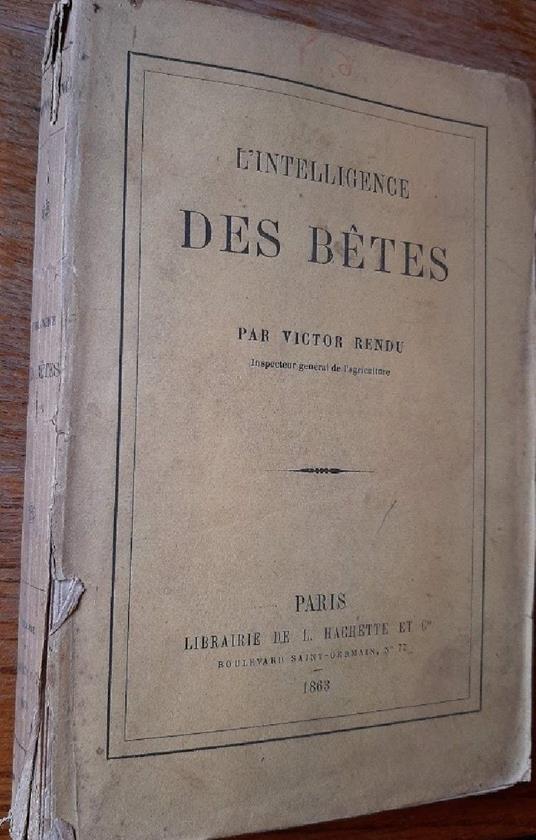 L'INTELLIGENCE
DES BÊTES
PAR VICTOR RENDU
Inspecteur général de l'agriculture
PARIS
LIBRAIRIE DE L. HACHETTE ET Cie
BOULEVARD SAINT-GERMAIN, N° 77
1863
BÊTES